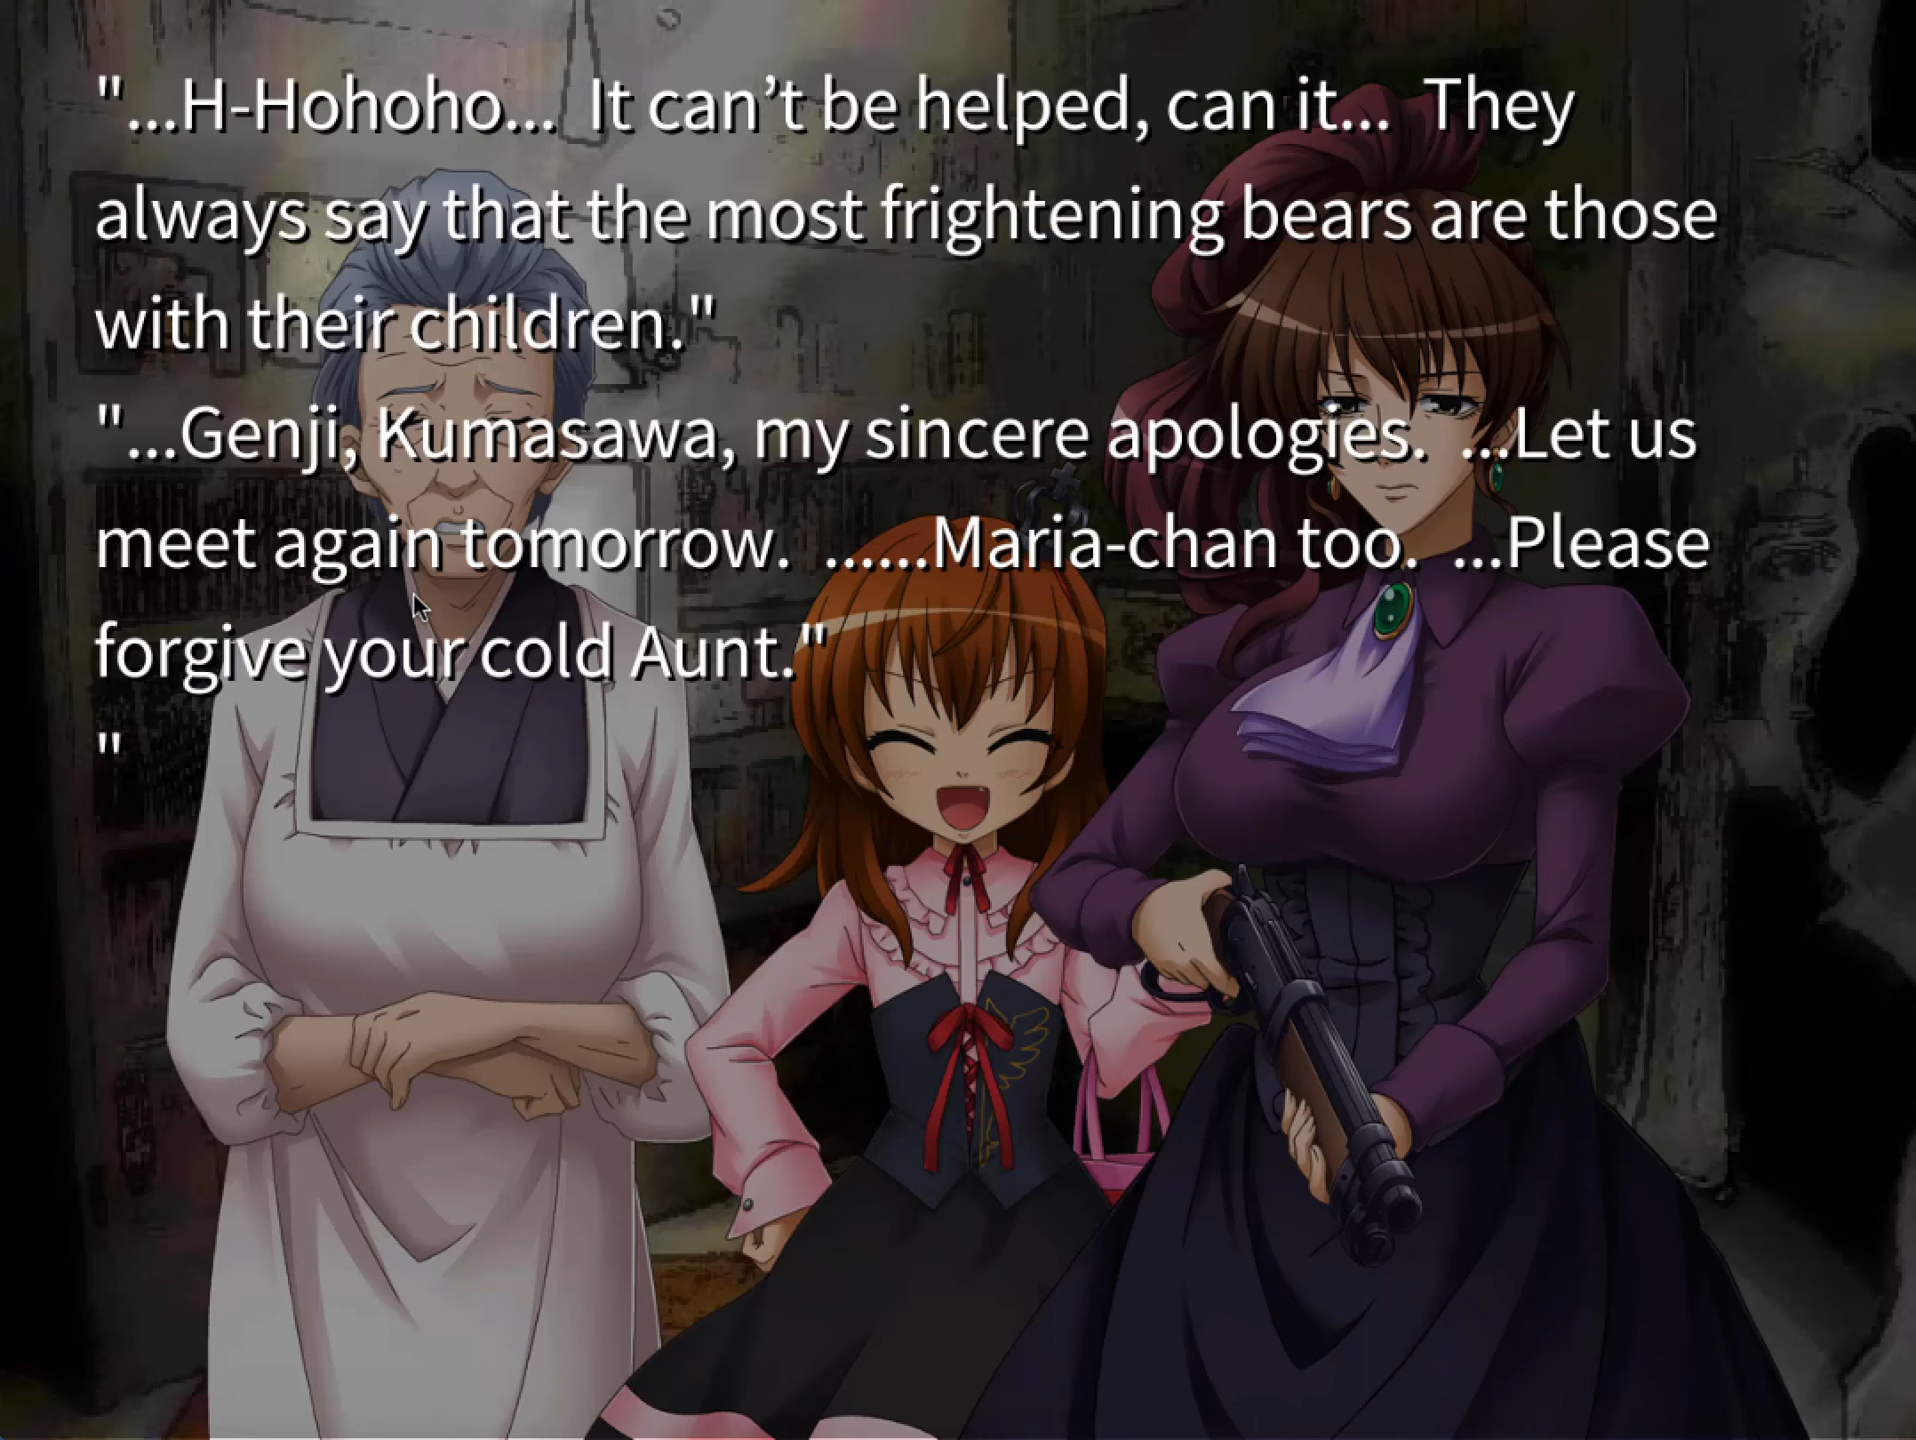 "...H-Hohoho...  It can’t be helped, can it...  They
always say that the most frightening bears are those
with their children."
"...Genji, Kumasawa, my sincere apologies.  ...Let us
meet again tomorrow.  ......Maria-chan too.  ...Please
forgive your cold Aunt."
"